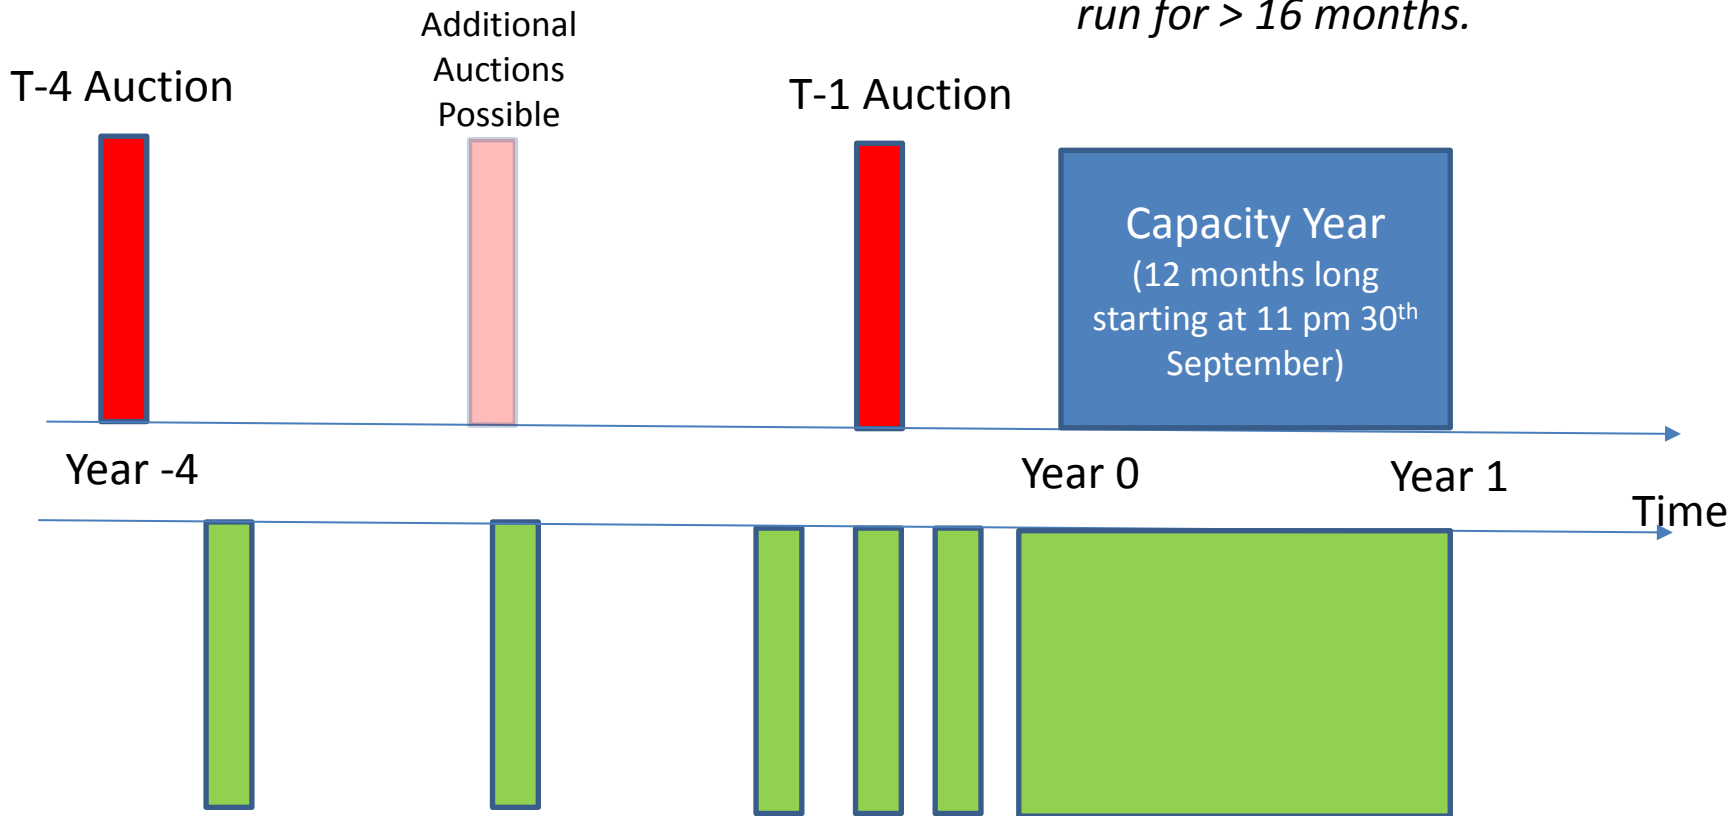 run for > 16 months.
Additional
Auctions
Possible
T-4 Auction
T-1 Auction
Capacity Year
(12 months long
starting at 11 pm 30th
September)
Year -4
Year 0
Year 1
Time